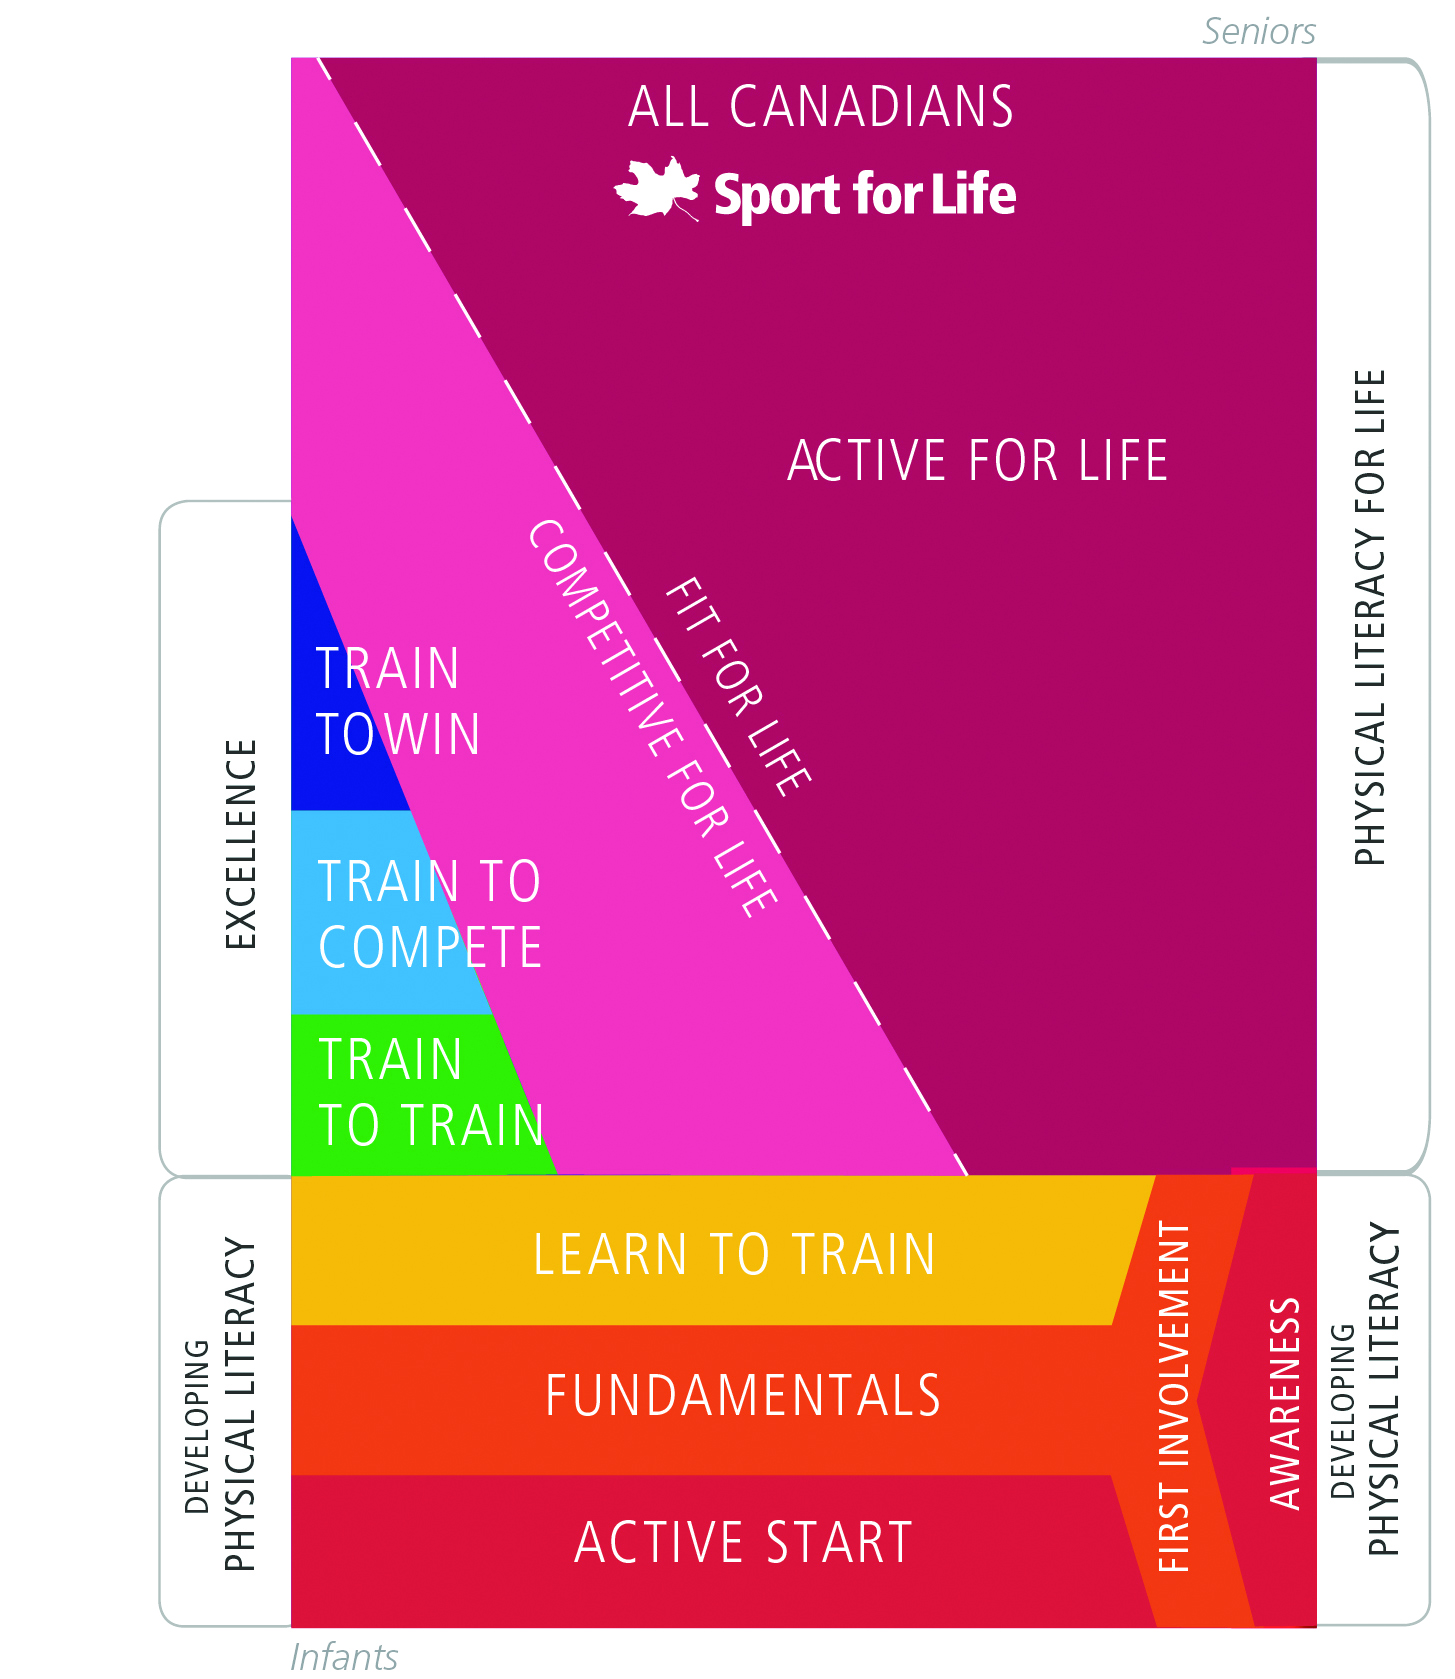 Seniors
ALL CANADIANS
Sport for Life
ACTIVE FOR LIFE
FIT FOR LIFE
COMPETITIVE FOR LIFE
PHYSICAL LITERACY FOR LIFE
EXCELLENCE
TRAIN
TO WIN
TRAIN TO
COMPETE
TRAIN
TO TRAIN
DEVELOPING
PHYSICAL LITERACY
LEARN TO TRAIN
FUNDAMENTALS
ACTIVE START
FIRST INVOLVEMENT
AWARENESS
DEVELOPING
PHYSICAL LITERACY
Infants